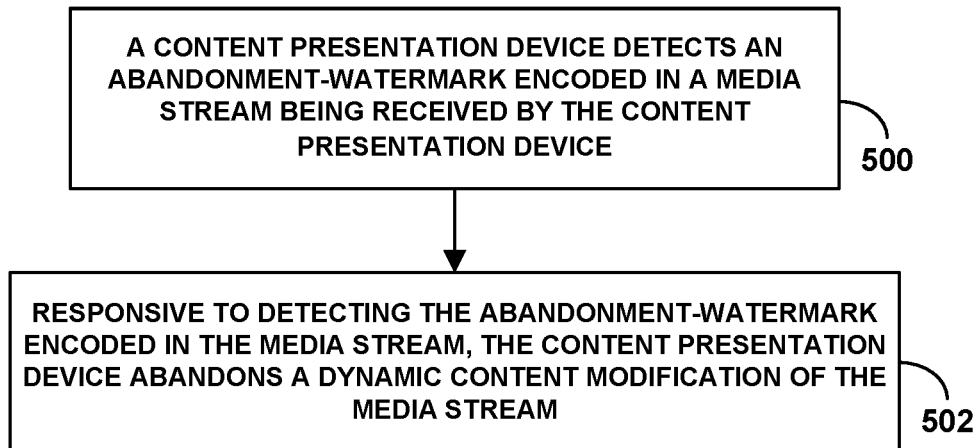 A CONTENT PRESENTATION DEVICE DETECTS AN
ABANDONMENT-WATERMARK ENCODED IN A MEDIA
STREAM BEING RECEIVED BY THE CONTENT
PRESENTATION DEVICE
500
RESPONSIVE TO DETECTING THE ABANDONMENT-WATERMARK
ENCODED IN THE MEDIA STREAM, THE CONTENT PRESENTATION
DEVICE ABANDONS A DYNAMIC CONTENT MODIFICATION OF THE
MEDIA STREAM
502